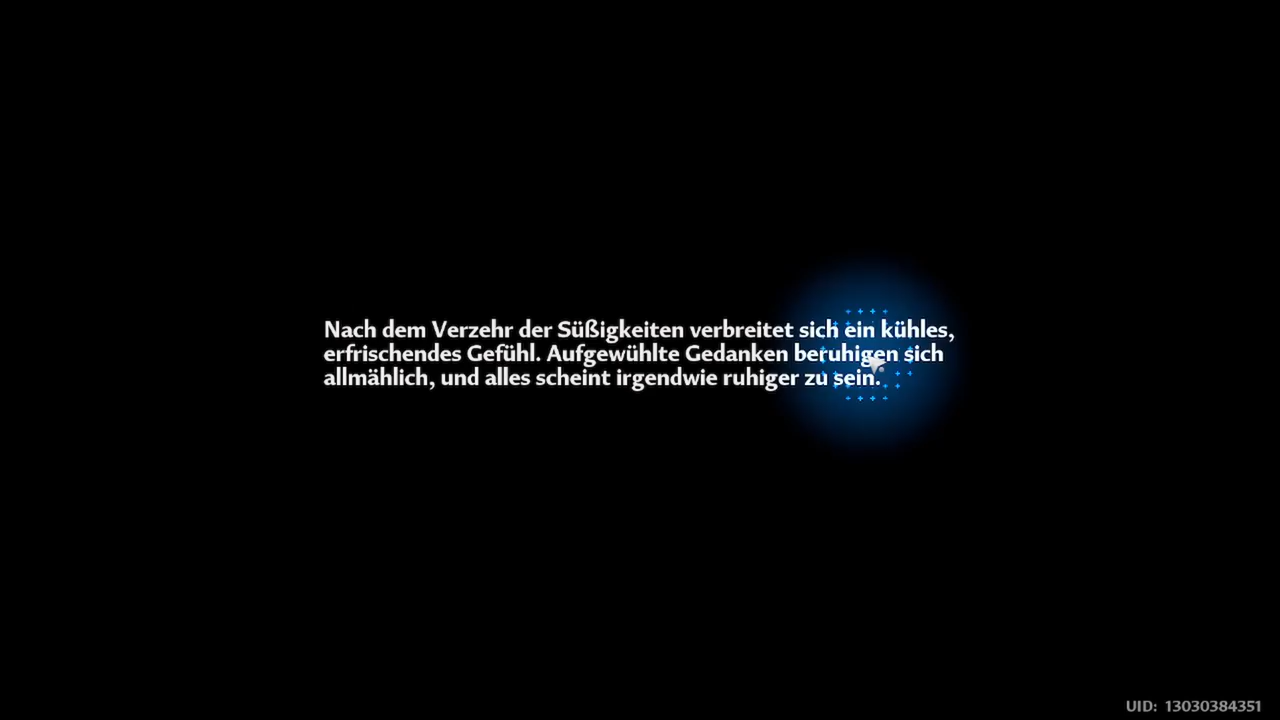 Nach dem Verzehr der Süßigkeiten verbreitet sich ein kühles,
erfrischendes Gefühl. Aufgewühlte Gedanken beruhigen sich
allmählich, und alles scheint irgendwie ruhiger zu sein.
UID: 13030384351